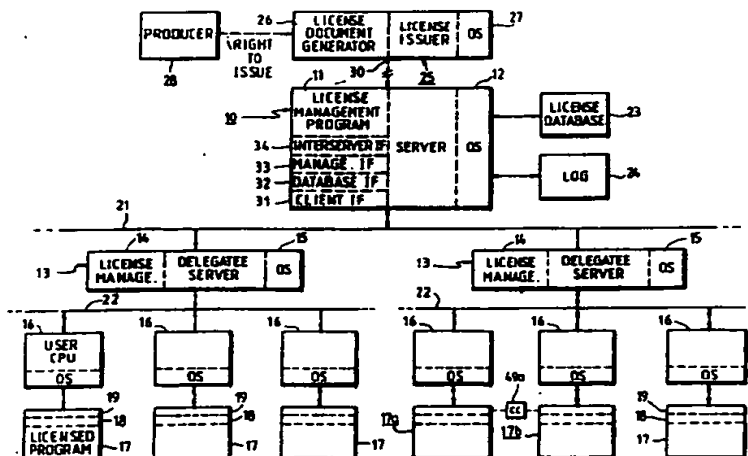 PRODUCER
28
RIGHT
TO
ISSUE
26
LICENSE
DOCUMENT
GENERATOR
LICENSE
ISSUER
OS
27
30
25
11
12
10
LICENSE
MANAGEMENT
PROGRAM
34
INTERSERVER IF
33
MANAGE. IF
32
DATABASE IF
31
CLIENT IF
SERVER
OS
LICENSE
DATABASE
23
LOG
24
21
14
15
13
LICENSE
MANAGE.
DELEGATEE
SERVER
OS
14
15
13
LICENSE
MANAGE.
DELEGATEE
SERVER
OS
22
22
16
USER
CPU
OS
16
OS
16
OS
16
OS
16
OS
16
OS
49a
CC
19
18
LICENSED
PROGRAM
17
19
18
17
17
17a
17b
19
18
17